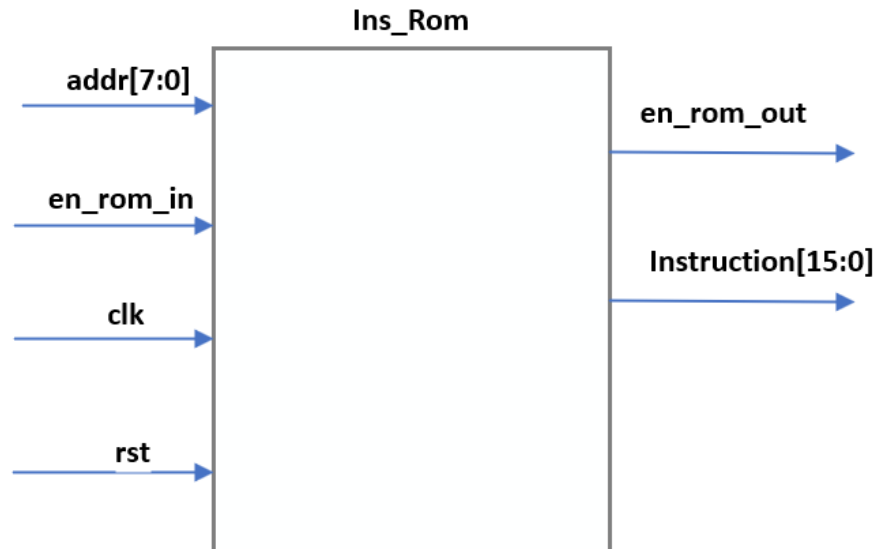 Ins_Rom
addr[7:0]
en_rom_in
clk
rst
en_rom_out
Instruction[15:0]